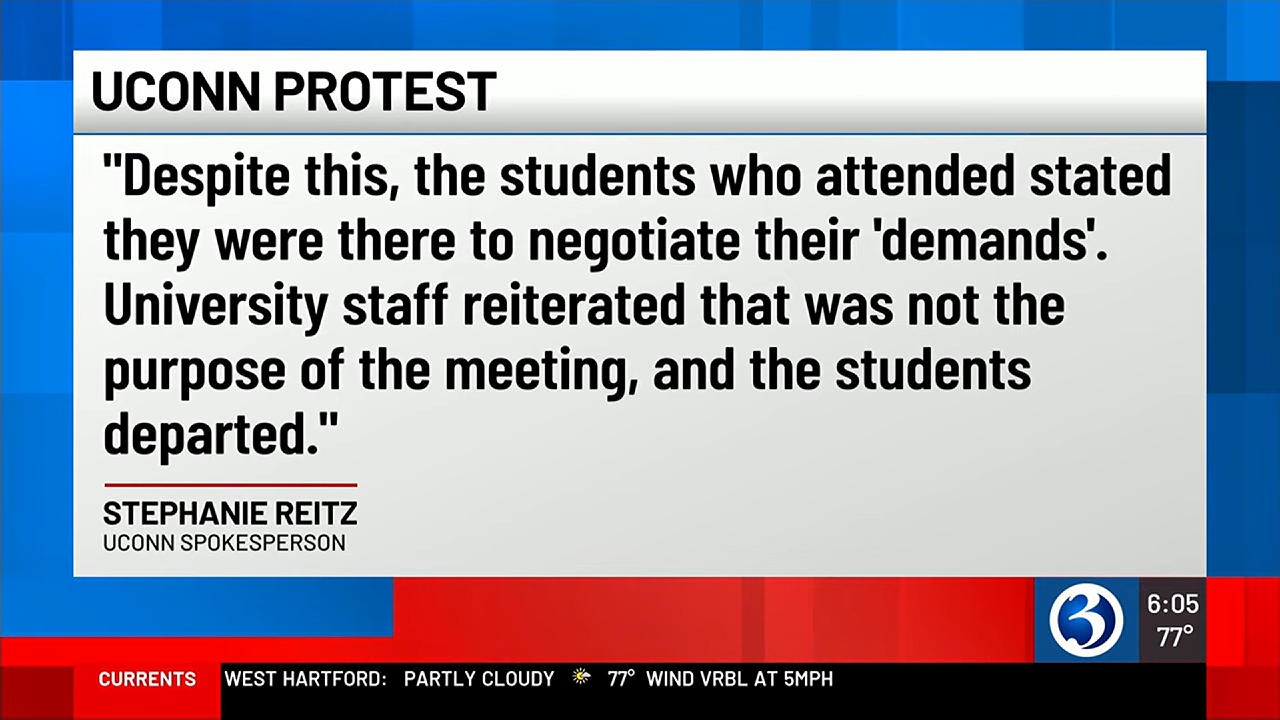 UCONN PROTEST
"Despite this, the students who attended stated
they were there to negotiate their 'demands'.
University staff reiterated that was not the
purpose of the meeting, and the students
departed."
STEPHANIE REITZ
UCONN SPOKESPERSON
3
6:05
77°
CURRENTS
WEST HARTFORD: PARTLY CLOUDY 77° WIND VRBL AT 5MPH